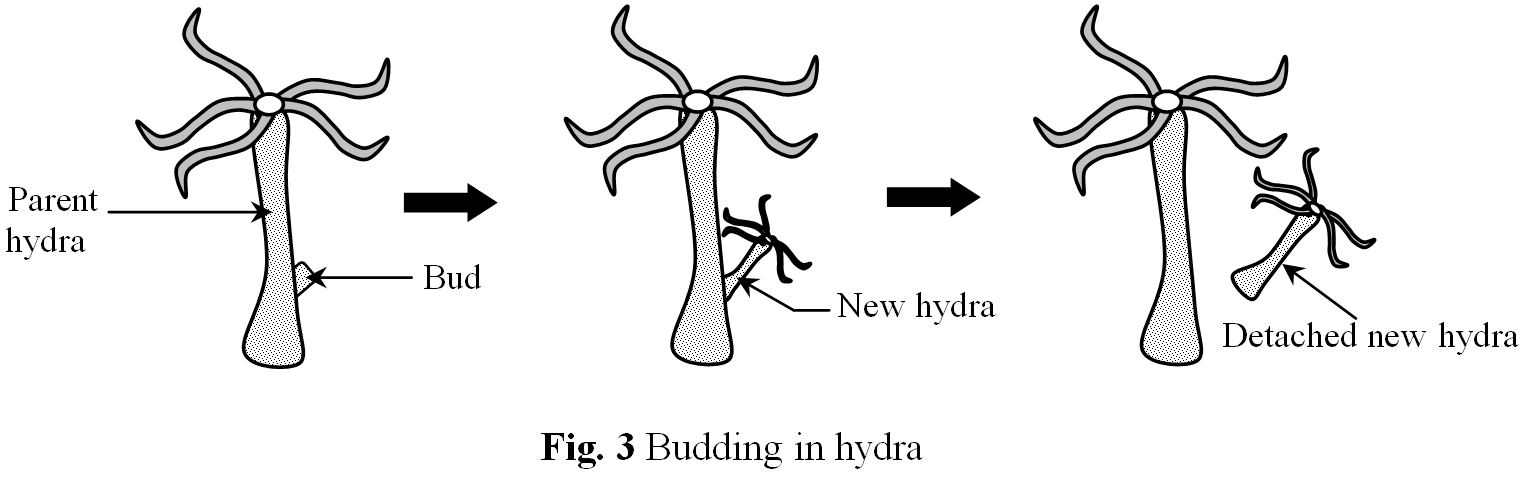 Parent
hydra
Bud
New hydra
Detached new hydra
Fig. 3 Budding in hydra